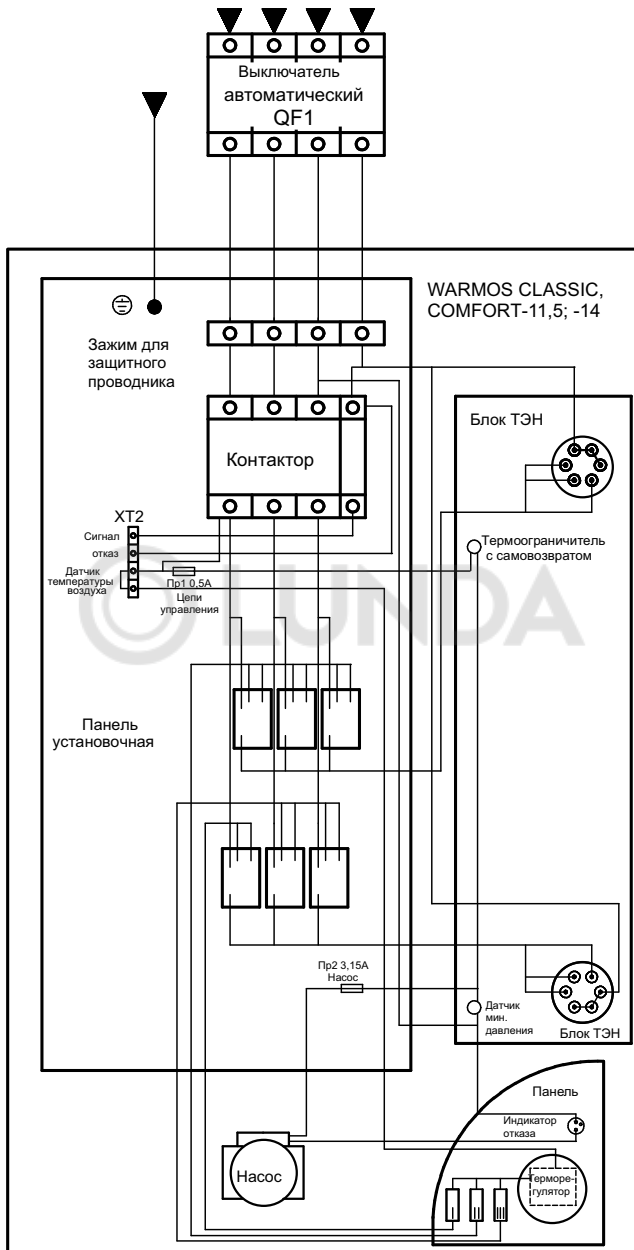 Выключатель
автоматический
QF1
WARMOS CLASSIC,
COMFORT-11,5; -14
Зажим для
защитного
проводника
Блок ТЭН
Контактор
XT2
Сигнал
отказ
Датчик
температуры
воздуха
Пр1 0,5А
Цепи
управления
Термоограничитель
с самовозвратом
LUNDA
Панель
установочная
Пр2 3,15А
Насос
Датчик
мин.
давления
Блок ТЭН
Панель
Индикатор
отказа
Терморе-
гулятор
Насос